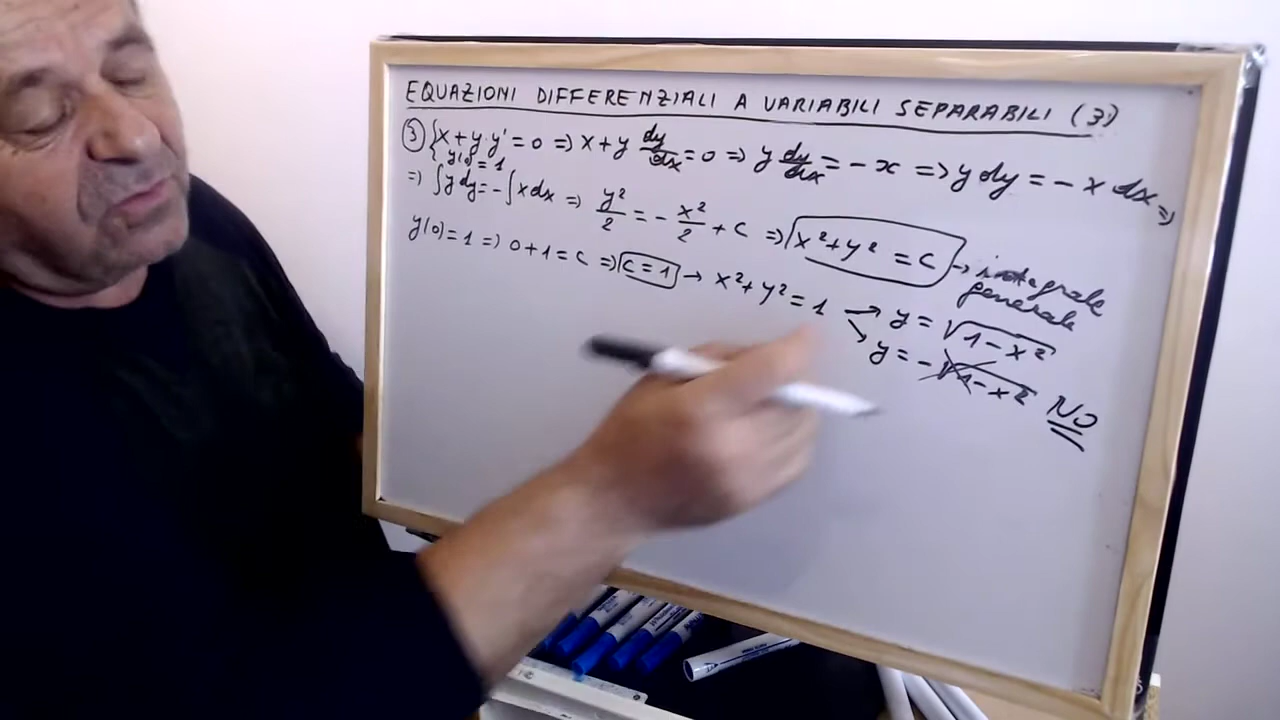 EQUAZIONI DIFFERENZIALI A VARIABILI SEPARABILI (3)
③ { x + y · y' = 0 ⇒ x + y dy/dx = 0 ⇒ y dy/dx = - x ⇒ y dy = - x dx ⇒
y(0) = 1
⇒ ∫ y dy = - ∫ x dx ⇒ y²/2 = - x²/2 + C ⇒ x² + y² = C → integrale generale
y(0) = 1 ⇒ 0 + 1 = C ⇒ C = 1 → x² + y² = 1 → y = √1 - x²
↘ y = - √1 - x² NO